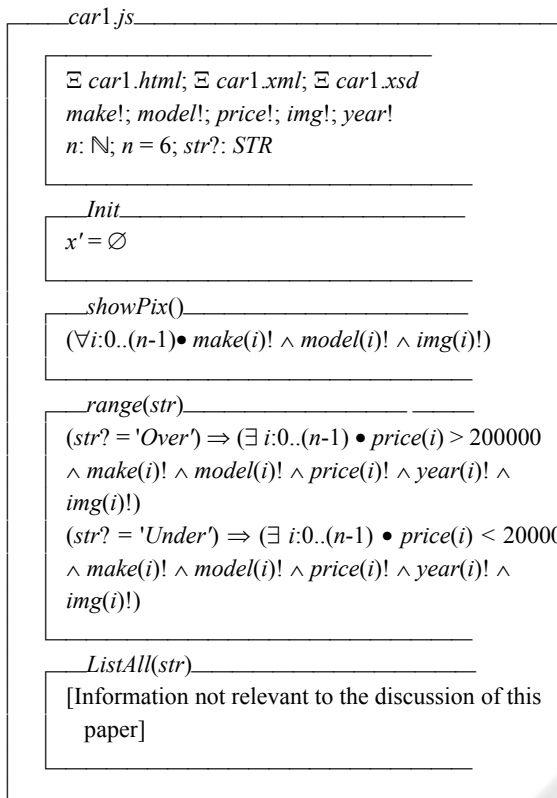 car1.js
Ξ car1.html; Ξ car1.xml; Ξ car1.xsd
make!; model!; price!; img!; year!
n: ℕ; n = 6; str?: STR
Init
x' = ∅
showPix()
(∀i:0..(n-1)● make(i)! ∧ model(i)! ∧ img(i)!)
range(str)
(str? = 'Over') ⇒ (∃ i:0..(n-1) ● price(i) > 200000
∧ make(i)! ∧ model(i)! ∧ price(i)! ∧ year(i)! ∧
img(i)!)
(str? = 'Under') ⇒ (∃ i:0..(n-1) ● price(i) < 20000
∧ make(i)! ∧ model(i)! ∧ price(i)! ∧ year(i)! ∧
img(i)!)
ListAll(str)
[Information not relevant to the discussion of this
paper]